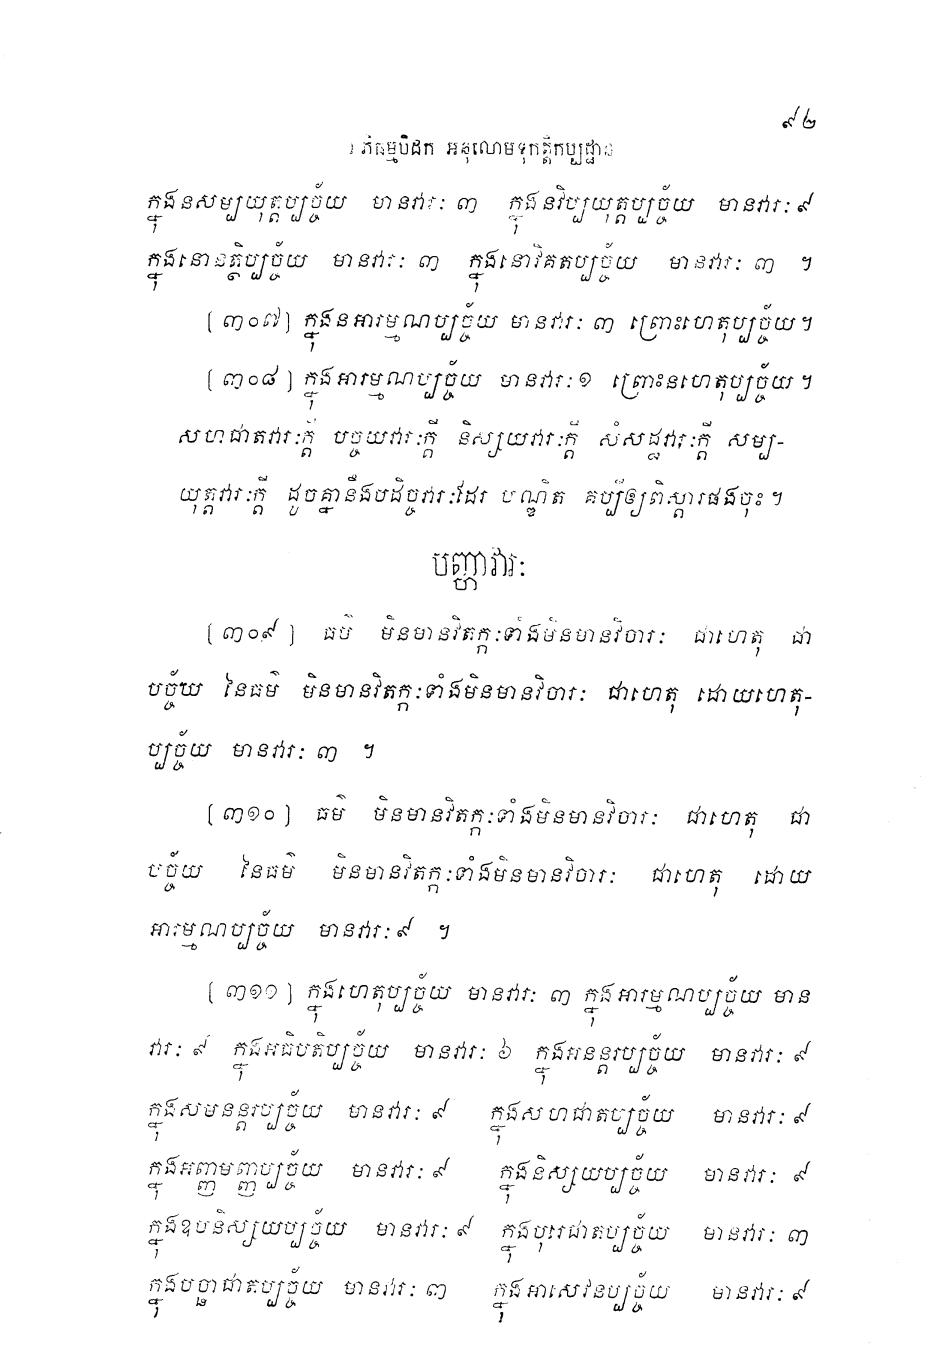 ៩២
អភិធម្មបិដក អនុលោមទុកត្តិកប្បដ្ឋាន
ក្នុងនសម្បយុត្តប្បច្ច័យ មានវារៈ ៣ ក្នុងនវិប្បយុត្តប្បច្ច័យ មានវារៈ ៩
ក្នុងនោនត្ថិប្បច្ច័យ មានវារៈ ៣ ក្នុងនោវិគតប្បច្ច័យ មានវារៈ ៣ ។
[៣០៧] ក្នុងនអារម្មណប្បច្ច័យ មានវារៈ ៣ ព្រោះហេតុប្បច្ច័យ។
[៣០៨] ក្នុងអារម្មណប្បច្ច័យ មានវារៈ ១ ព្រោះនហេតុប្បច្ច័យ។
សហជាតវារៈក្តី បច្ចយវារៈក្តី និស្សយវារៈក្តី សំសដ្ឋវារៈក្តី សម្ប-
យុត្តវារៈក្តី ដូចគ្នានឹងបដិច្ចវារៈដែរ បណ្ឌិត គប្បីឲ្យពិស្តារផងចុះ។
បញ្ហាវារៈ
[៣០៩] ធម៌ មិនមានវិតក្កៈទាំងមិនមានវិចារៈ ជាហេតុ ជា
បច្ច័យ នៃធម៌ មិនមានវិតក្កៈទាំងមិនមានវិចារៈ ជាហេតុ ដោយហេតុ-
ប្បច្ច័យ មានវារៈ ៣ ។
[៣១០] ធម៌ មិនមានវិតក្កៈទាំងមិនមានវិចារៈ ជាហេតុ ជា
បច្ច័យ នៃធម៌ មិនមានវិតក្កៈទាំងមិនមានវិចារៈ ជាហេតុ ដោយ
អារម្មណប្បច្ច័យ មានវារៈ ៩ ។
[៣១១] ក្នុងហេតុប្បច្ច័យ មានវារៈ ៣ ក្នុងអារម្មណប្បច្ច័យ មាន
វារៈ ៩ ក្នុងអធិបតិប្បច្ច័យ មានវារៈ ៦ ក្នុងអនន្តរប្បច្ច័យ មានវារៈ ៩
ក្នុងសមនន្តរប្បច្ច័យ មានវារៈ ៩ ក្នុងសហជាតប្បច្ច័យ មានវារៈ ៩
ក្នុងអញ្ញមញ្ញប្បច្ច័យ មានវារៈ ៩ ក្នុងនិស្សយប្បច្ច័យ មានវារៈ ៩
ក្នុងឧបនិស្សយប្បច្ច័យ មានវារៈ ៩ ក្នុងបុរេជាតប្បច្ច័យ មានវារៈ ៣
ក្នុងបច្ឆាជាតប្បច្ច័យ មានវារៈ ៣ ក្នុងអាសេវនប្បច្ច័យ មានវារៈ ៩